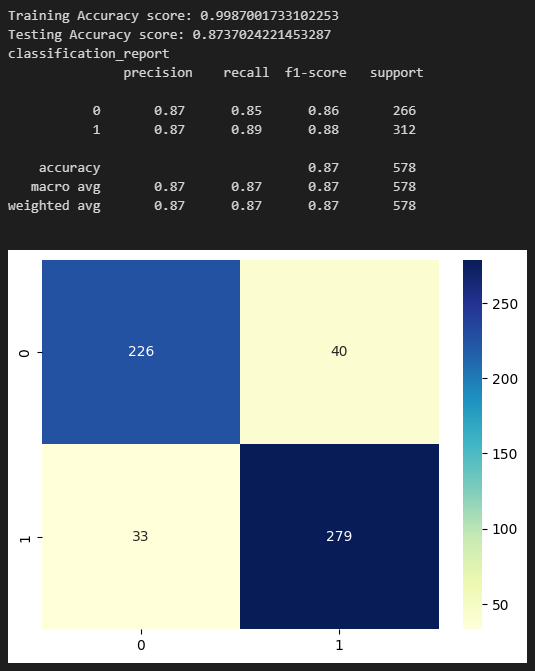 Training Accuracy score: 0.9987001733102253
Testing Accuracy score: 0.8737024221453287
classification_report
precision recall f1-score support
0 0.87 0.85 0.86 266
1 0.87 0.89 0.88 312
accuracy 0.87 578
macro avg 0.87 0.87 0.87 578
weighted avg 0.87 0.87 0.87 578
0
226 40
1
33 279
0 1
250
200
150
100
50